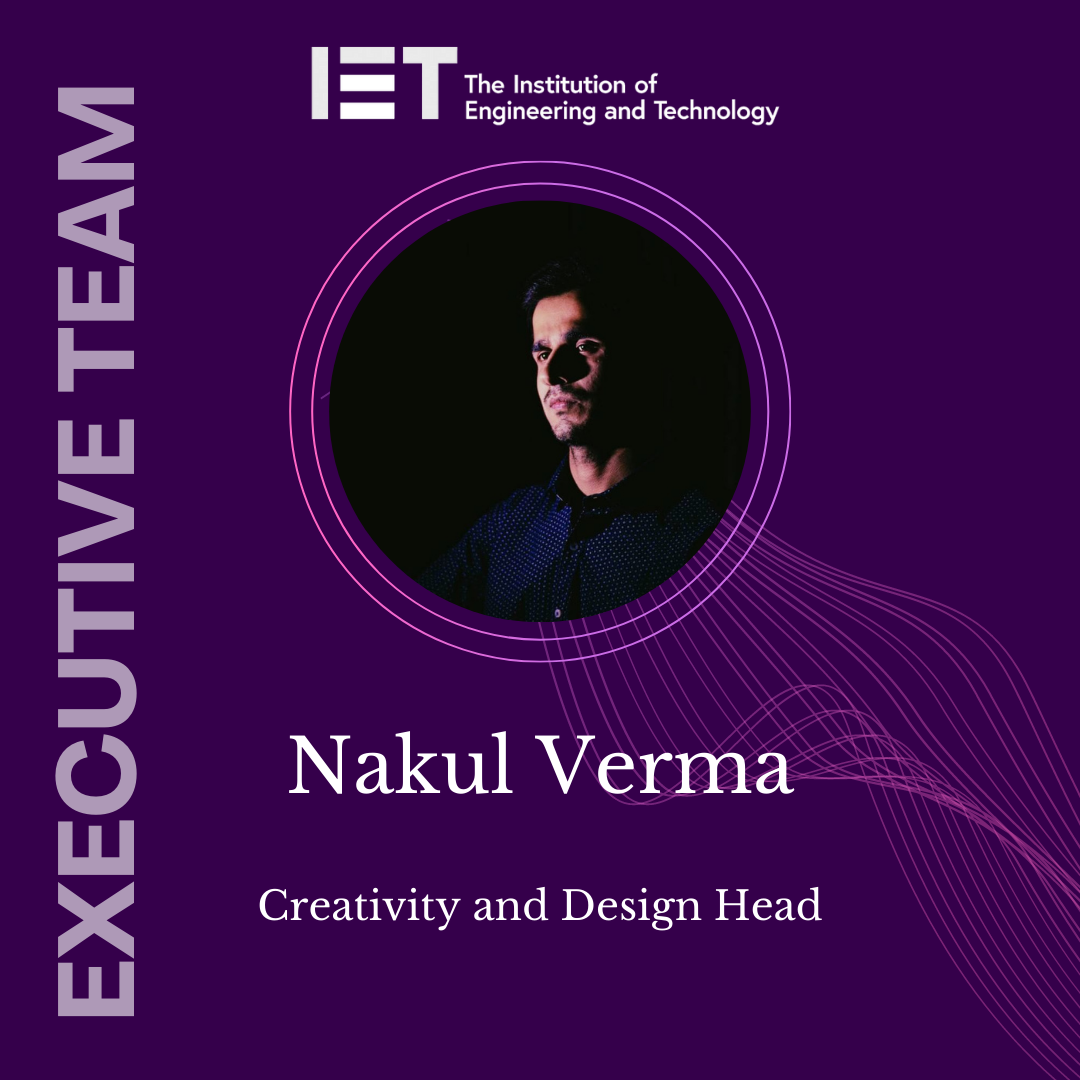 IET
The Institution of
Engineering and Technology
EXECUTIVE TEAM
Nakul Verma
Creativity and Design Head